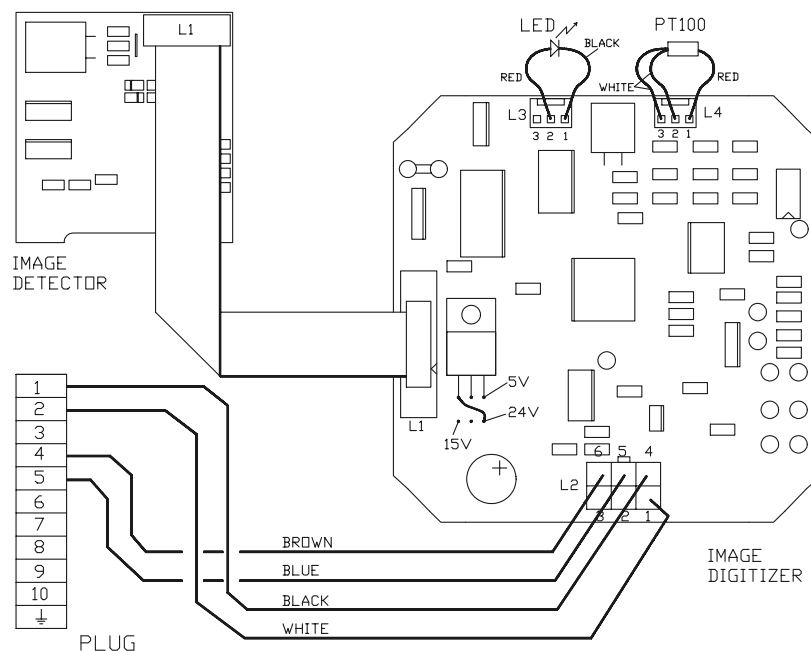 L1
LED
BLACK
RED
PT100
WHITE
RED
L3
3 2 1
L4
3 2 1
IMAGE
DETECTOR
L1
5V
24V
15V
1
2
3
4
5
6
7
8
9
10
PLUG
L2
6 5 4
3 2 1
BROWN
BLUE
BLACK
WHITE
IMAGE
DIGITIZER